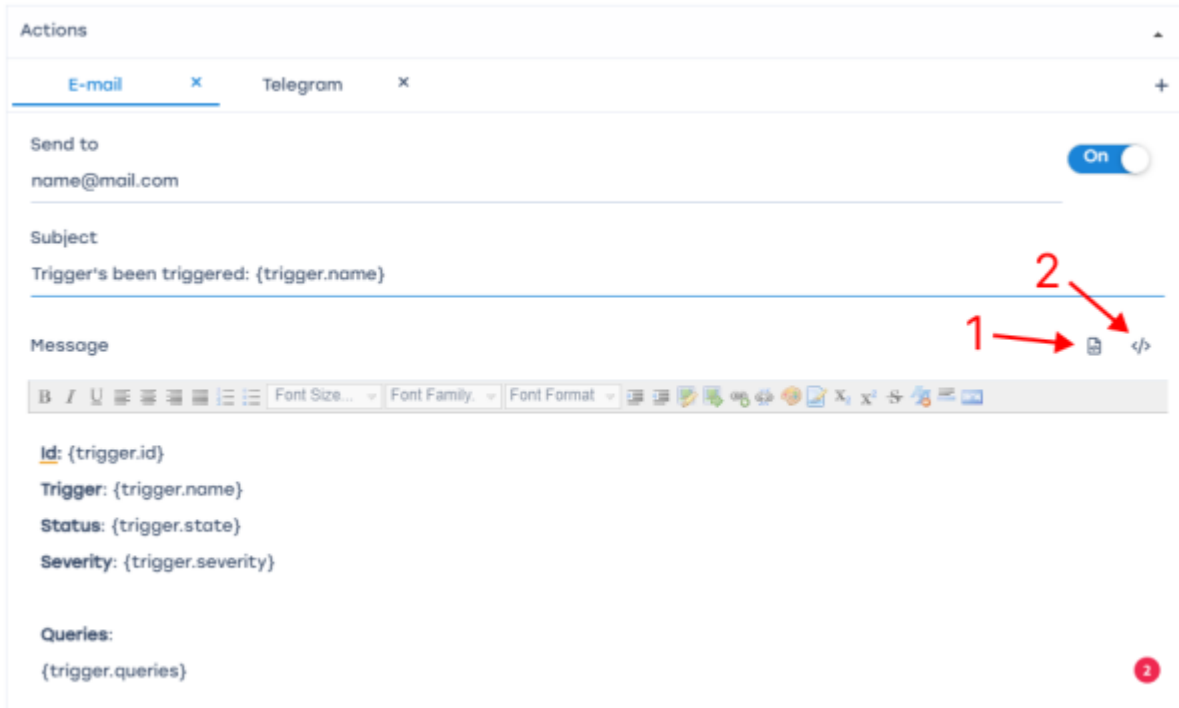 Actions
E-mail × Telegram × +
Send to
On
name@mail.com
Subject
Trigger's been triggered: {trigger.name}
2
1
Message </>
B I U Font Size... Font Family. Font Format X₁ X² S
Id: {trigger.id}
Trigger: {trigger.name}
Status: {trigger.state}
Severity: {trigger.severity}
Queries:
{trigger.queries}
2